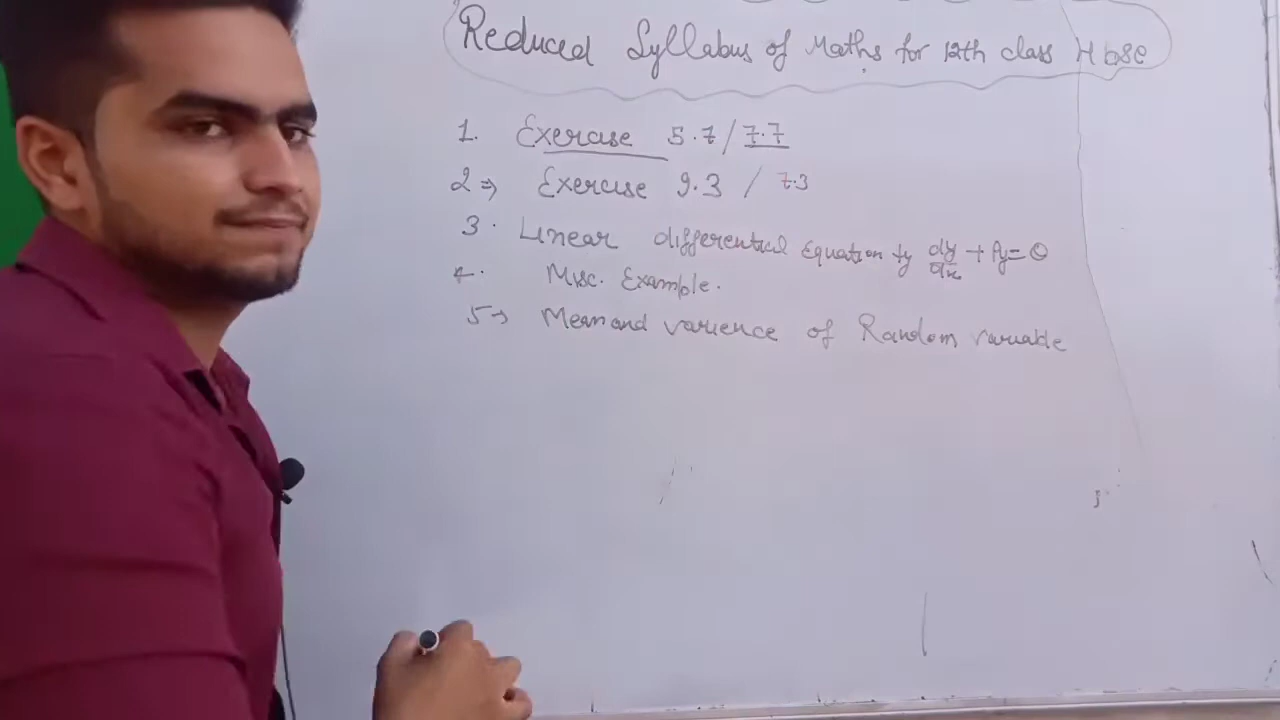 Reduced Syllabus of Maths for 12th class Hbse
1. Exercise 5.7/7.7
2⇒ Exercise 9.3 / 7.3
3. Linear differential Equation ty dy/dx + Py = Q
4. Misc. Example.
5→ Mean and varience of Random variable